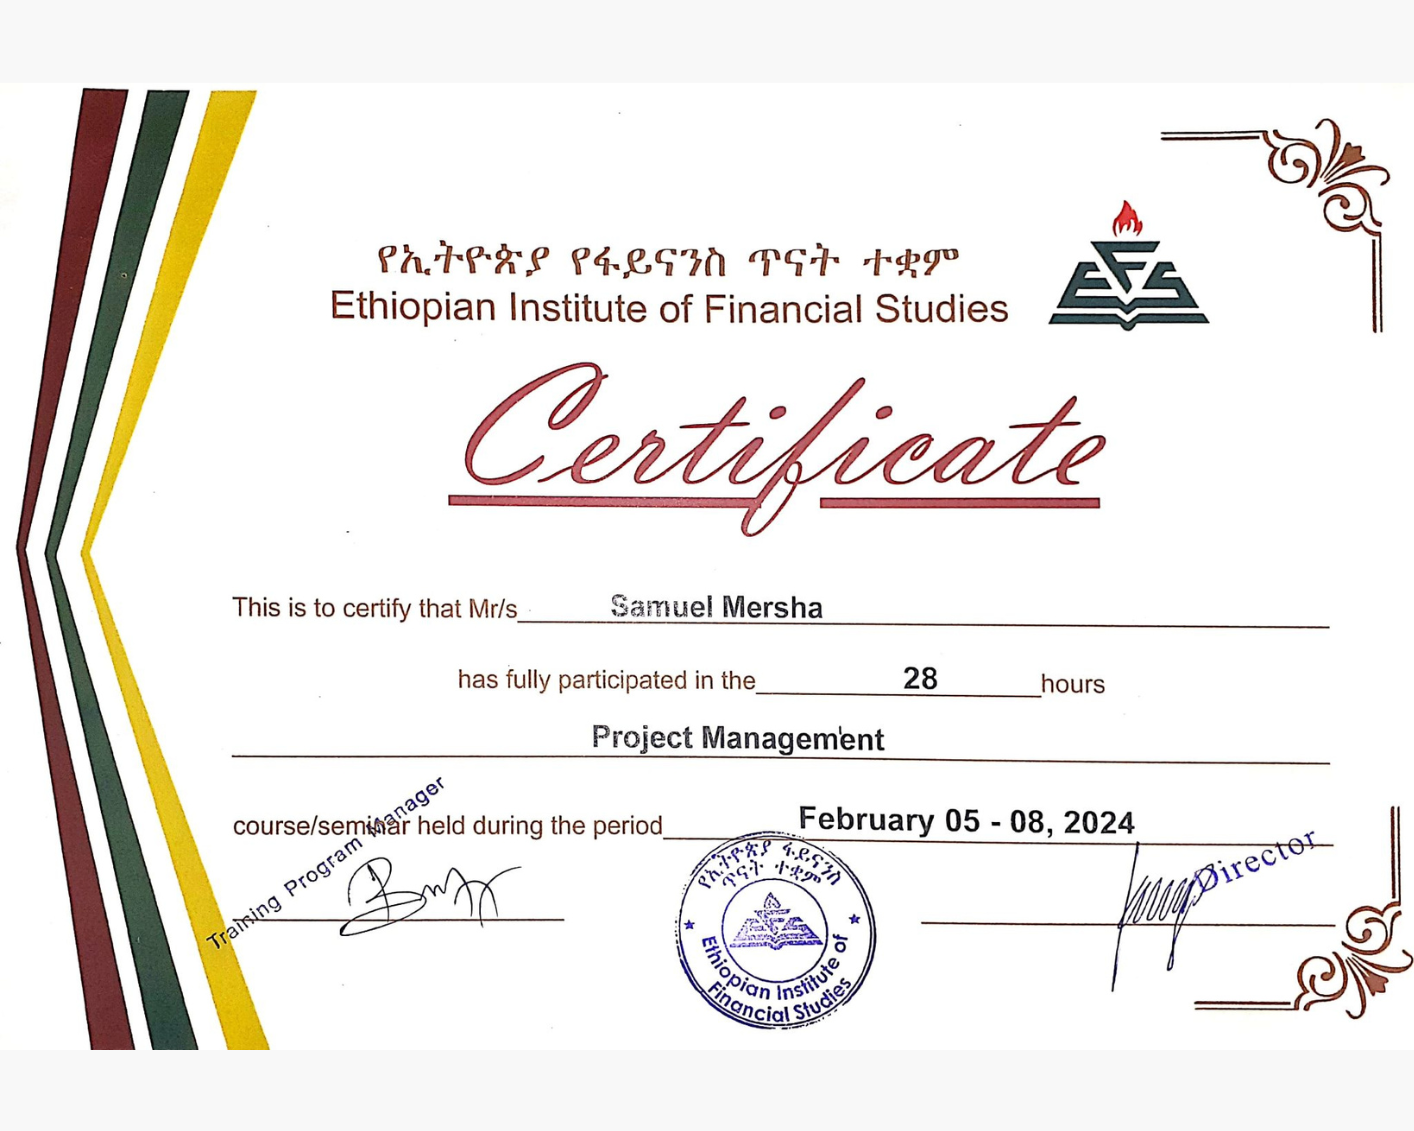 የኢትዮጵያ የፋይናንስ ጥናት ተቋም
Ethiopian Institute of Financial Studies
EFS
Certificate
This is to certify that Mr/s Samuel Mersha
has fully participated in the 28 hours
Project Management
course/seminar held during the period February 05 - 08, 2024
Training Program Manager
Director
የኢትዮጵያ ፋይናንስ
ጥናት ተቋም
EFS
Ethiopian Institute of
Financial Studies